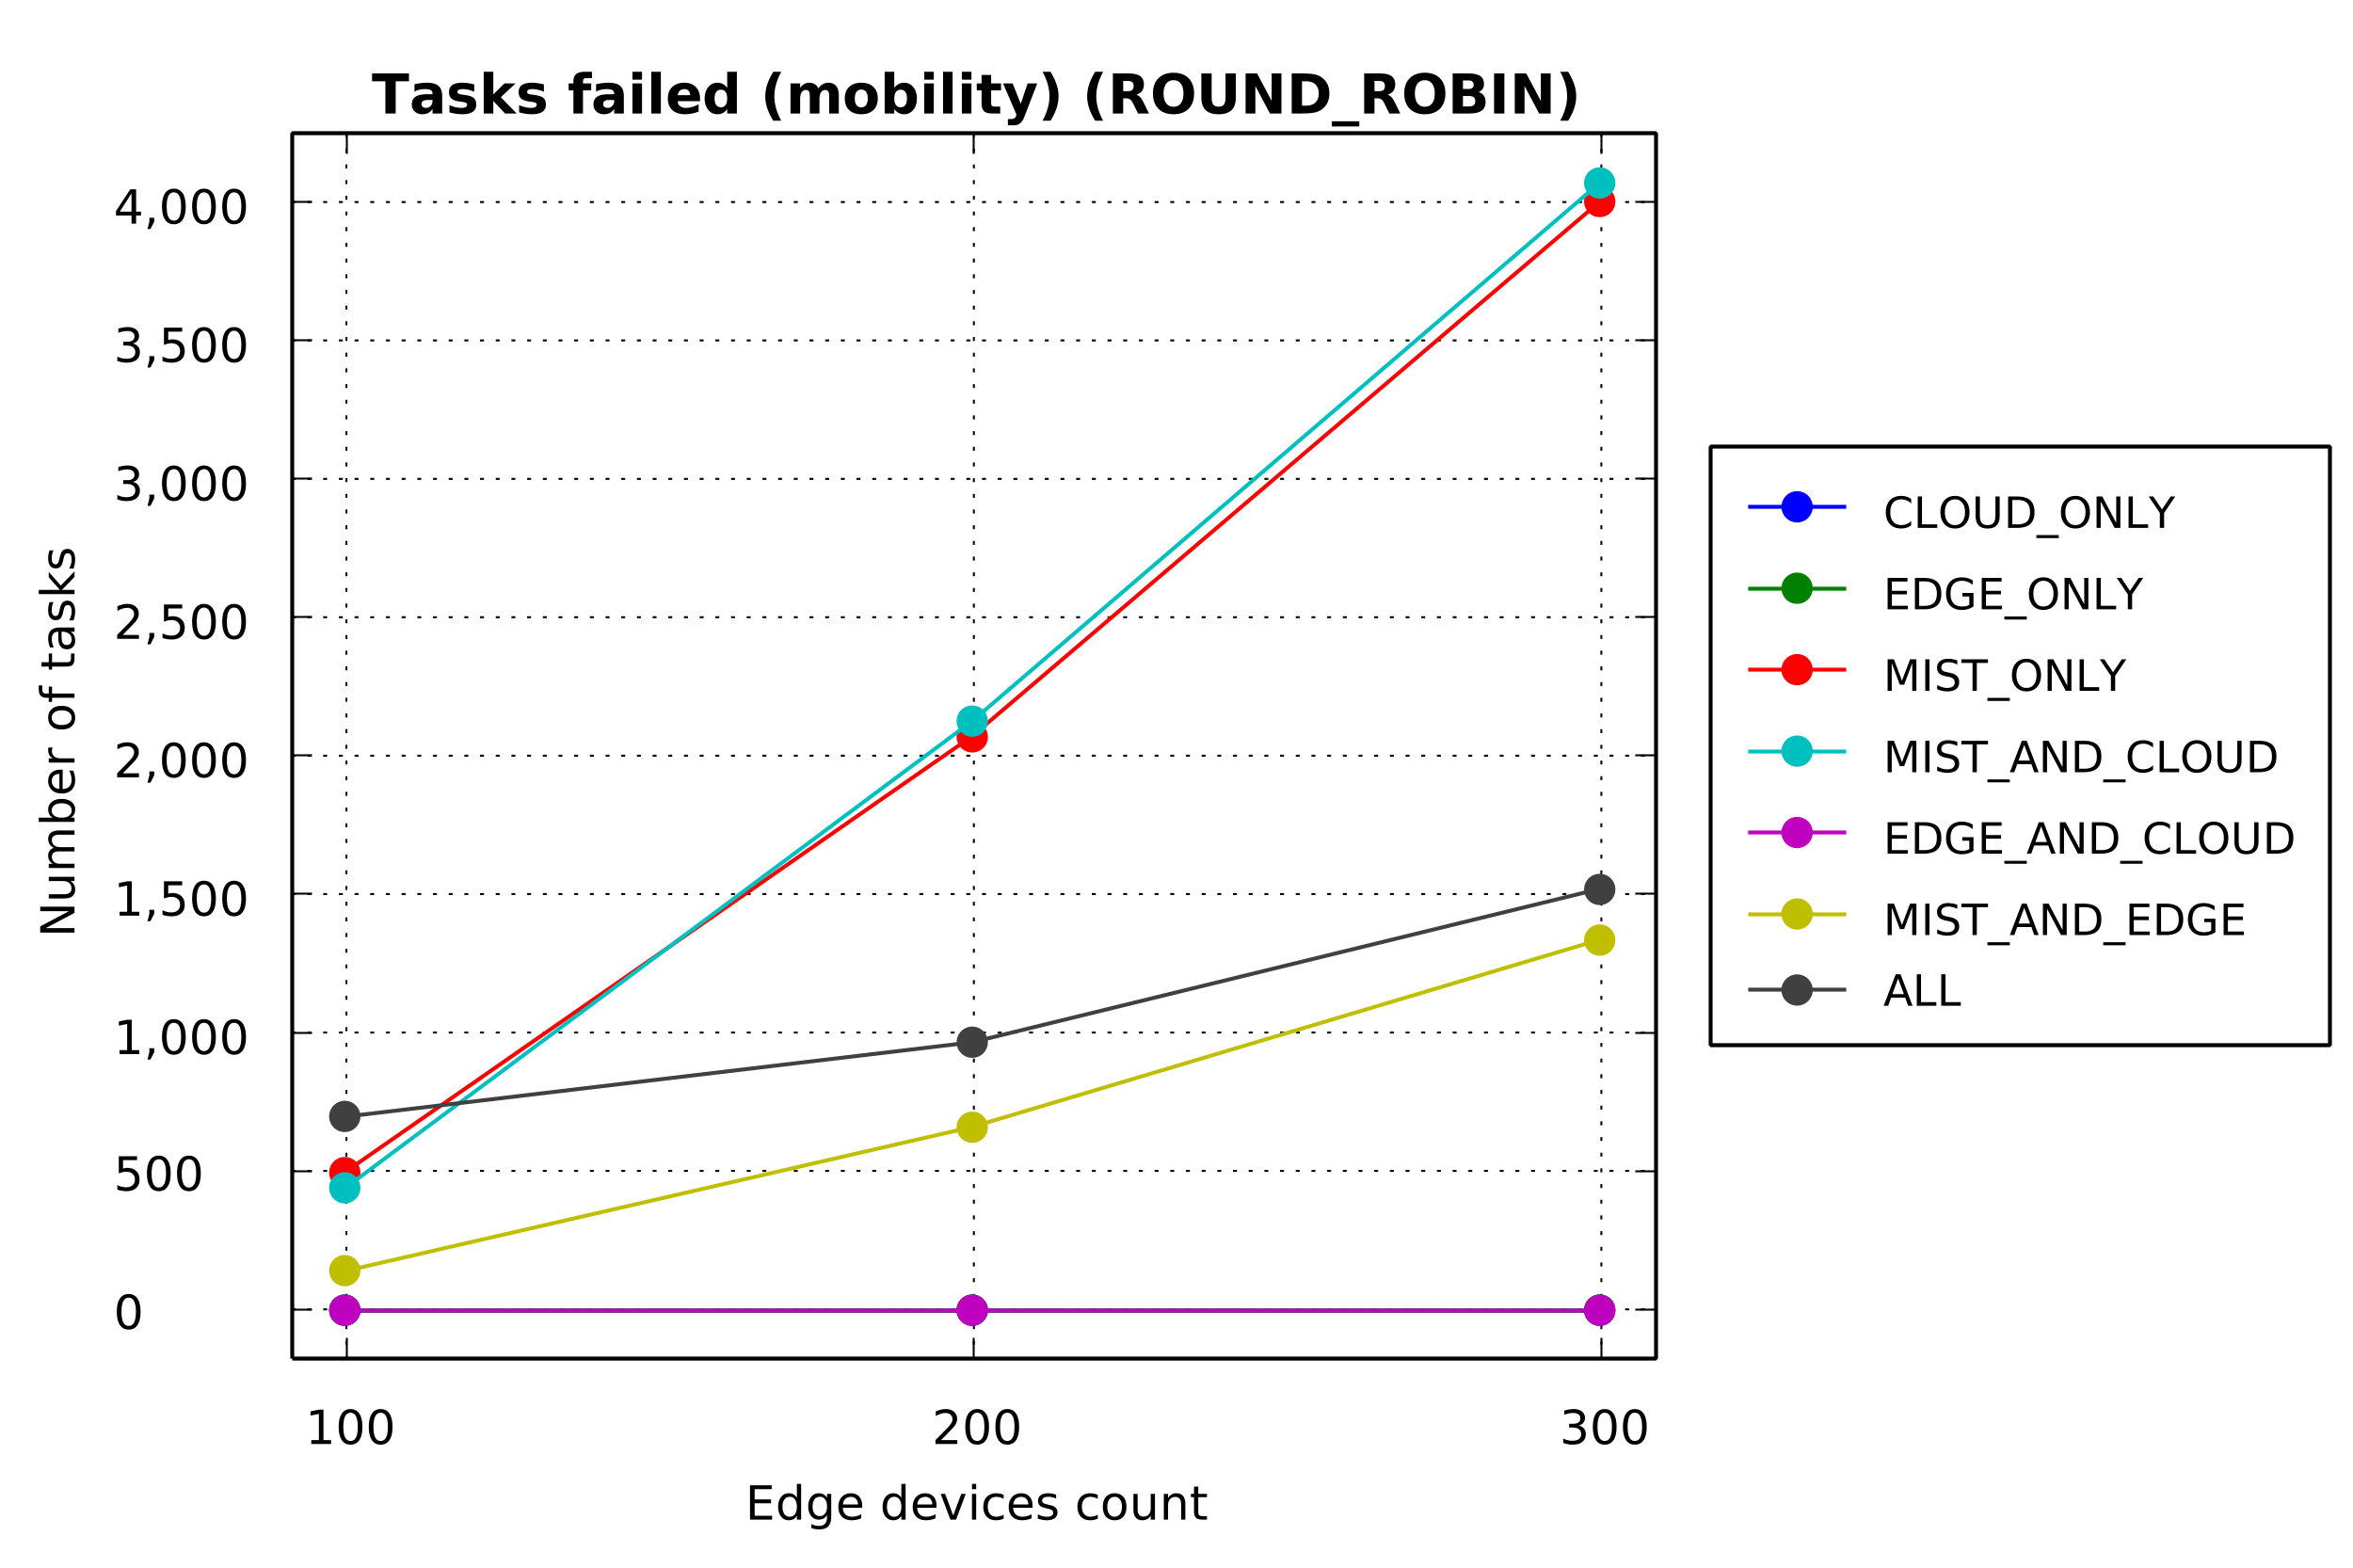 Tasks failed (mobility) (ROUND_ROBIN)
4,000
3,500
3,000
2,500
2,000
1,500
1,000
500
0
Number of tasks
100 200 300
Edge devices count
CLOUD_ONLY
EDGE_ONLY
MIST_ONLY
MIST_AND_CLOUD
EDGE_AND_CLOUD
MIST_AND_EDGE
ALL